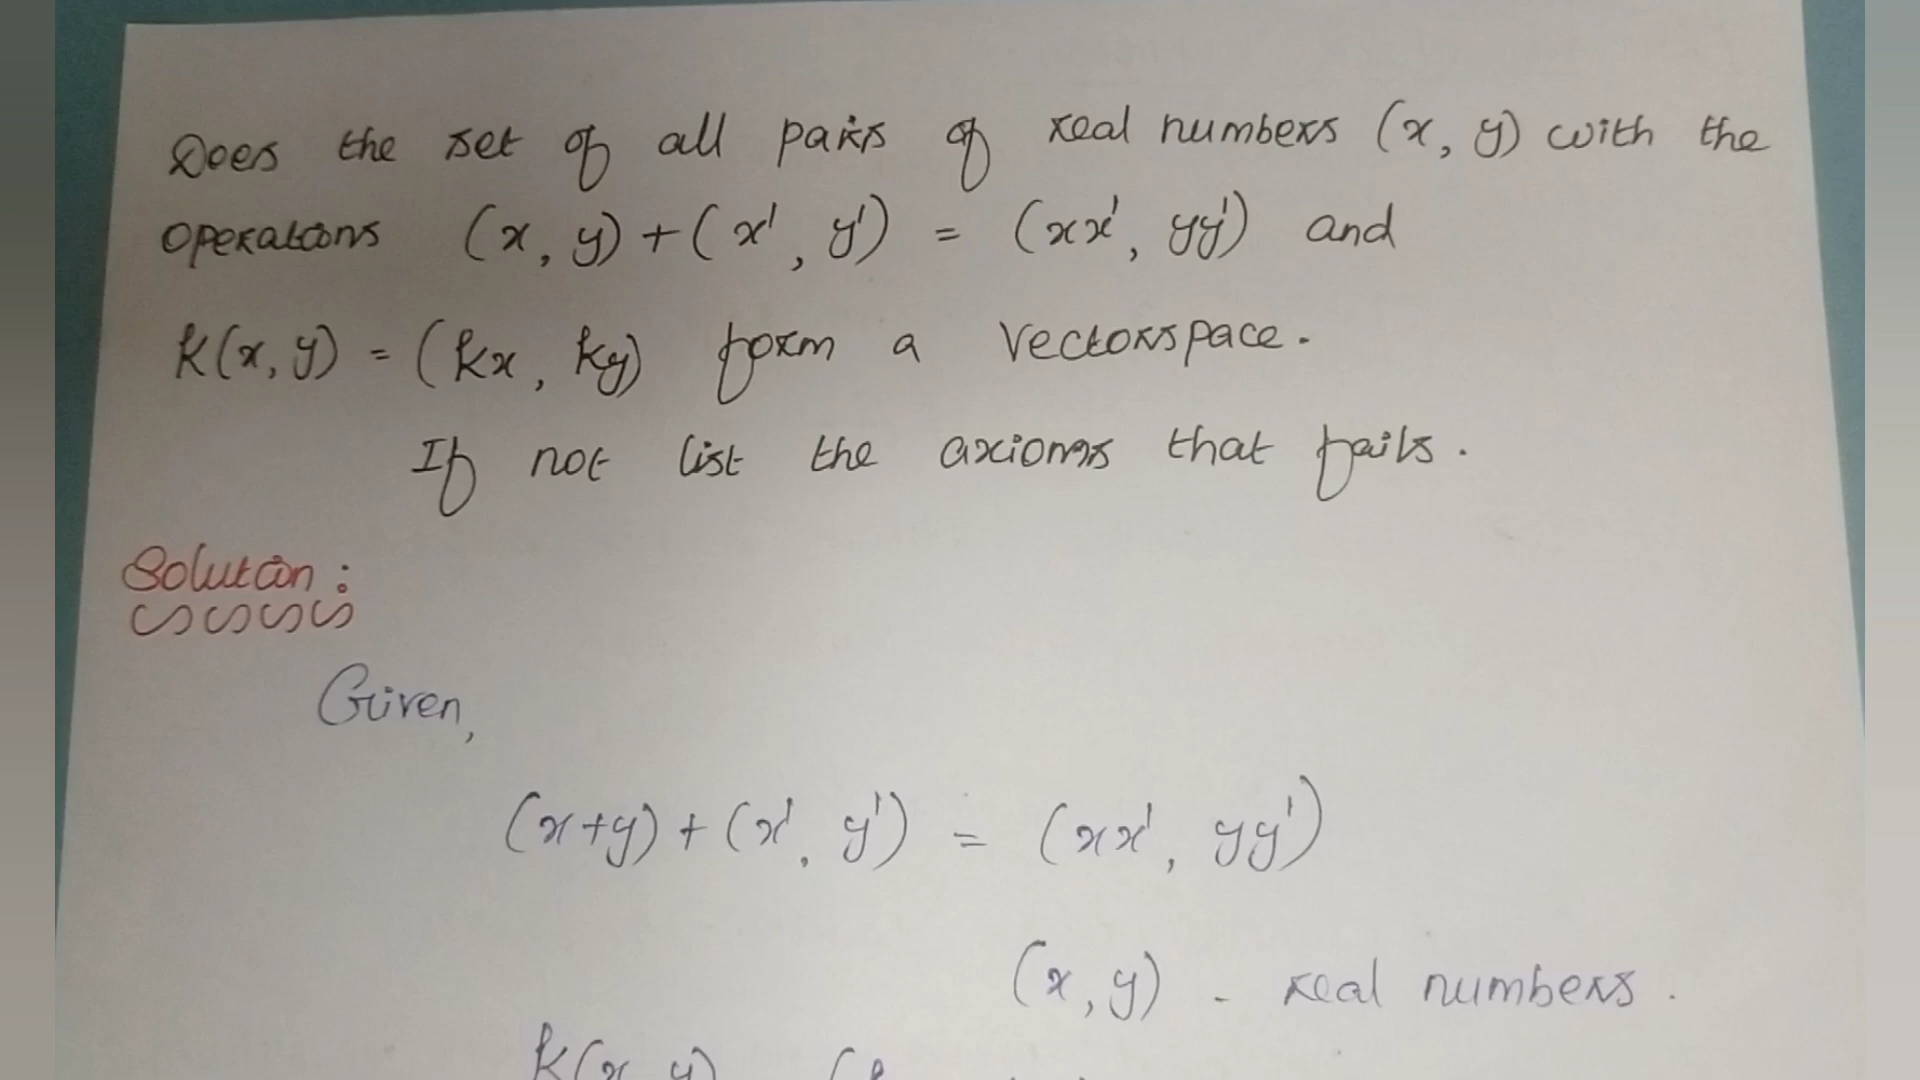 Does the set of all pairs of real numbers (x, y) with the
operations (x, y) + (x', y') = (xx', yy') and
k(x, y) = (kx, ky) form a vectorspace.
If not list the axioms that fails.
Solution:
Given,
(x+y) + (x', y') = (xx', yy')
(x, y) - real numbers.
k(x, y)